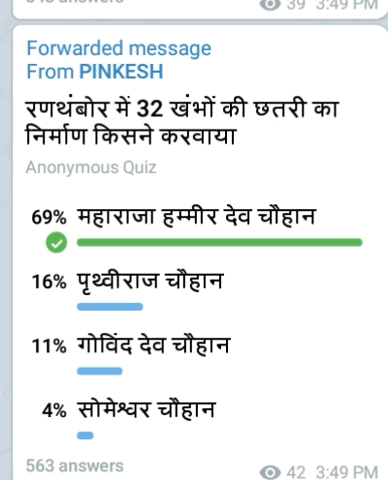 39 3:49 PM
Forwarded message
From PINKESH
रणथंबोर में 32 खंभों की छतरी का
निर्माण किसने करवाया
Anonymous Quiz
69% महाराजा हम्मीर देव चौहान
16% पृथ्वीराज चौहान
11% गोविंद देव चौहान
4% सोमेश्वर चौहान
563 answers
42 3:49 PM